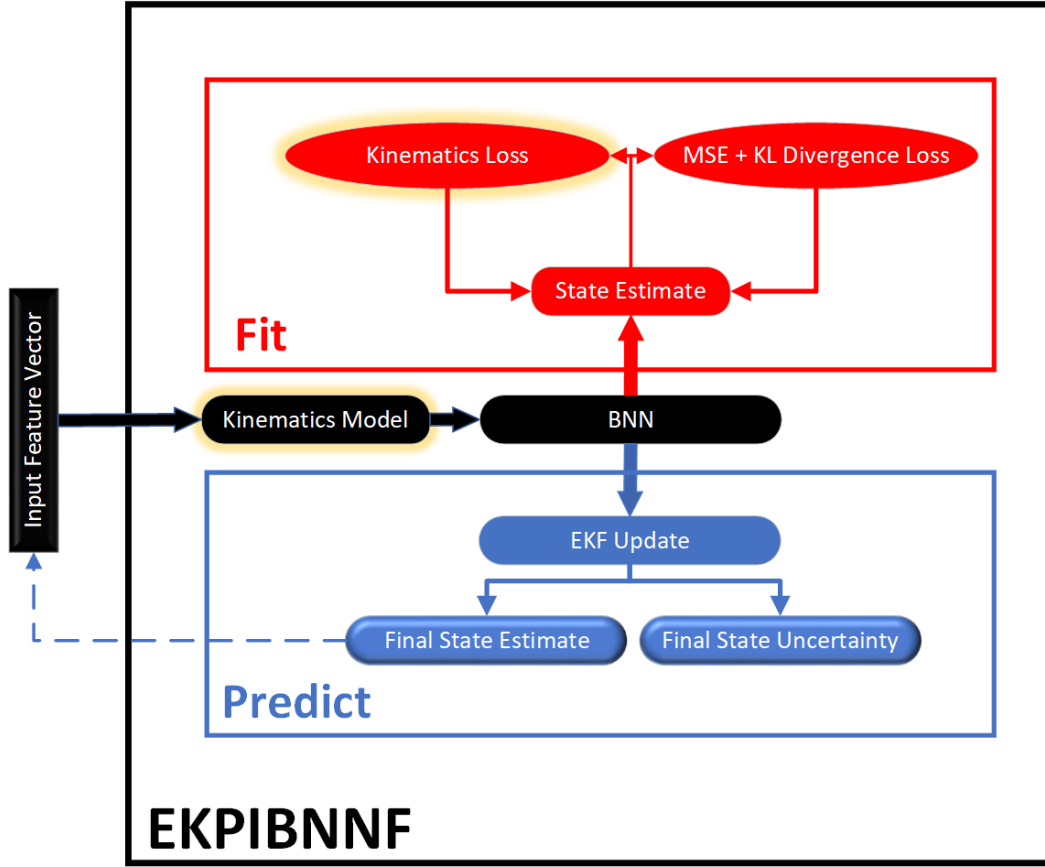 Kinematics Loss
MSE + KL Divergence Loss
State Estimate
Fit
Input Feature Vector
Kinematics Model
BNN
EKF Update
Final State Estimate
Final State Uncertainty
Predict
EKPIBNNF